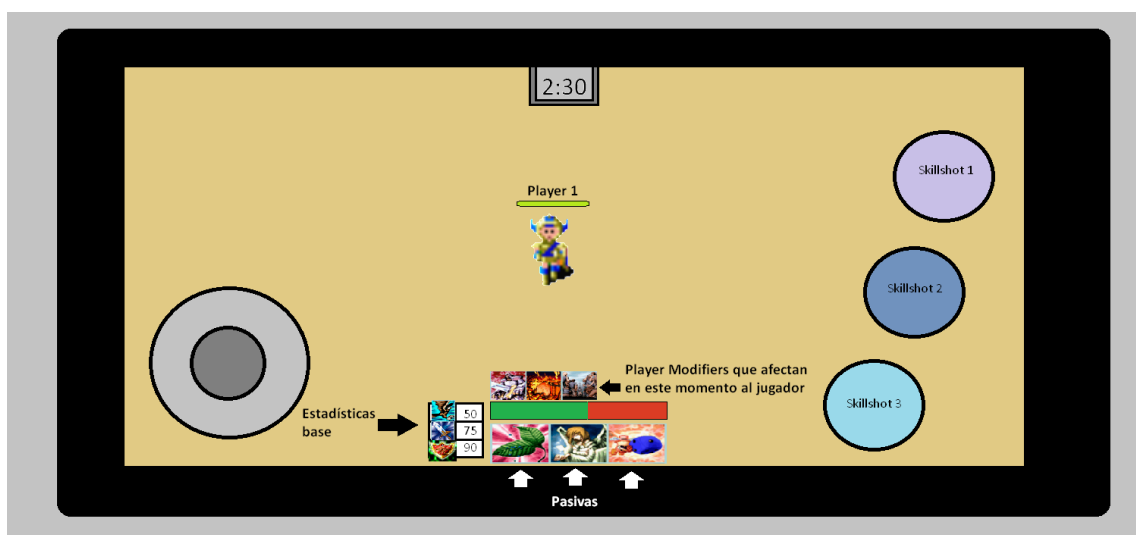 2:30
Skillshot 1
Player 1
Skillshot 2
Player Modifiers que afectan
en este momento al jugador
Skillshot 3
Estadísticas
base
50
75
90
Pasivas